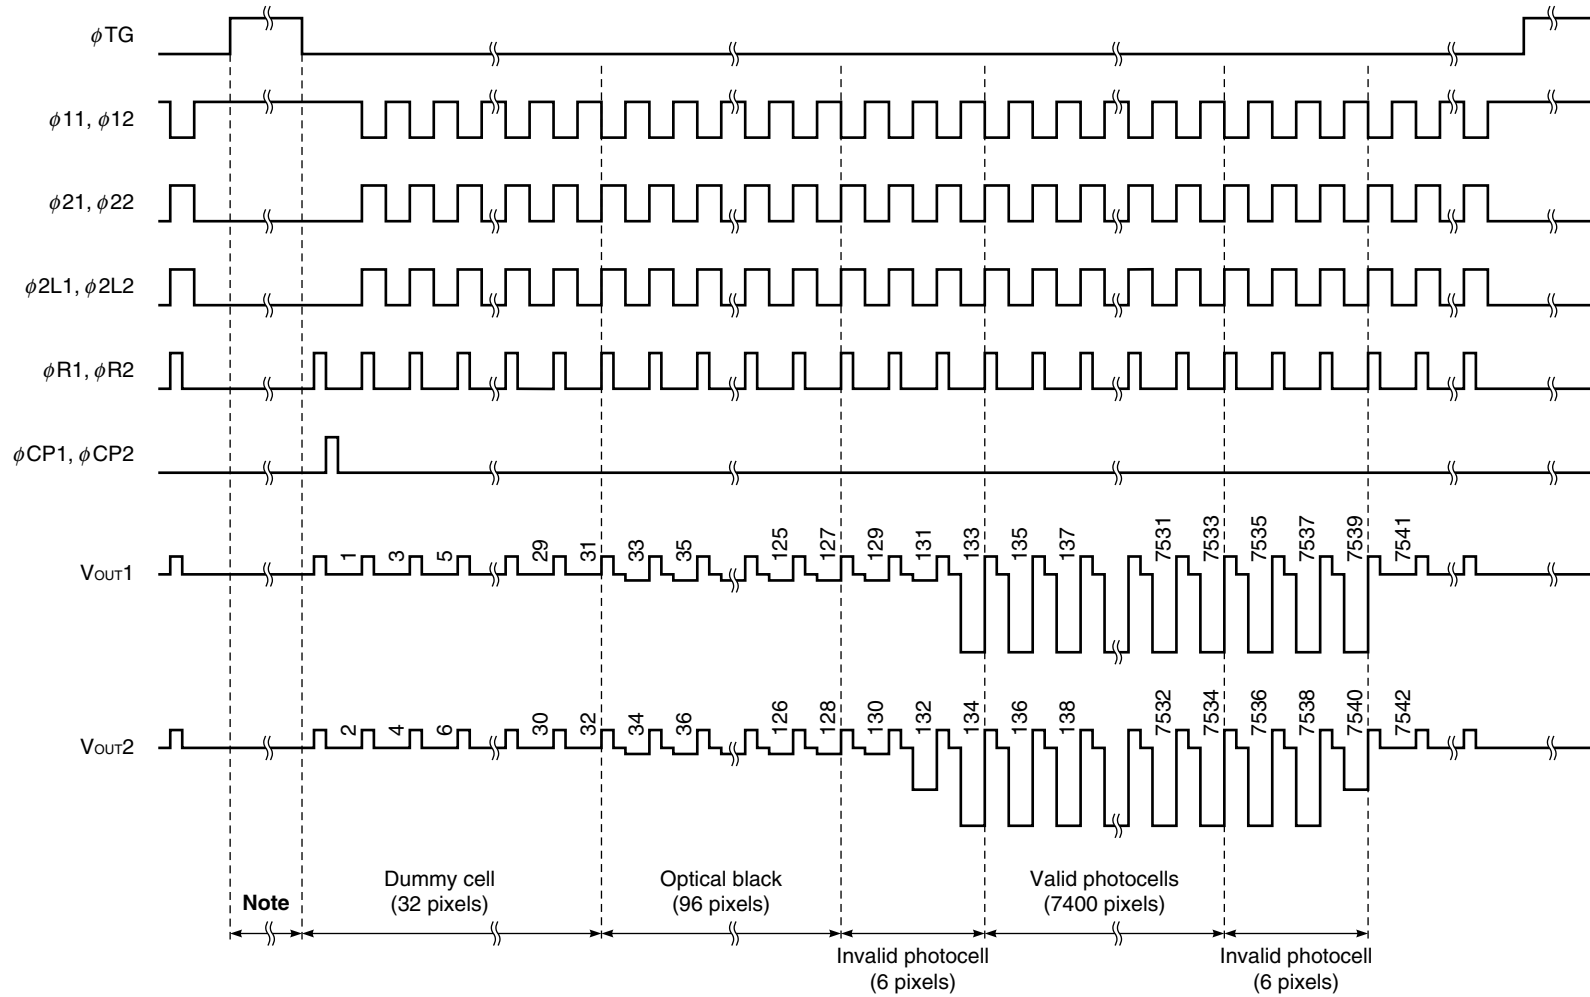 φTG
φ11, φ12
φ21, φ22
φ2L1, φ2L2
φR1, φR2
φCP1, φCP2
1 3 5 29 31 33 35 125 127 129 131 133 135 137 7531 7533 7535 7537 7539 7541
VOUT1
2 4 6 30 32 34 36 126 128 130 132 134 136 138 7532 7534 7536 7538 7540 7542
VOUT2
Note
Dummy cell
(32 pixels)
Optical black
(96 pixels)
Invalid photocell
(6 pixels)
Valid photocells
(7400 pixels)
Invalid photocell
(6 pixels)